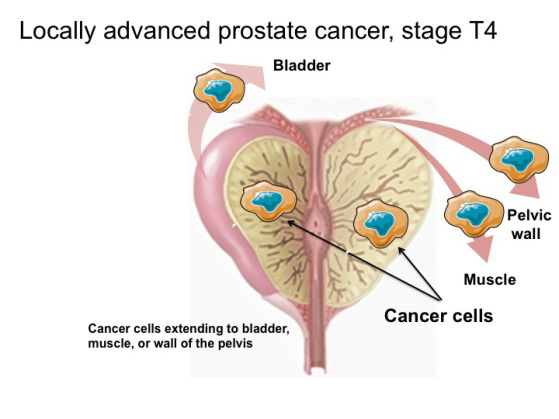 Locally advanced prostate cancer, stage T4
Bladder
Pelvic
wall
Muscle
Cancer cells
Cancer cells extending to bladder,
muscle, or wall of the pelvis